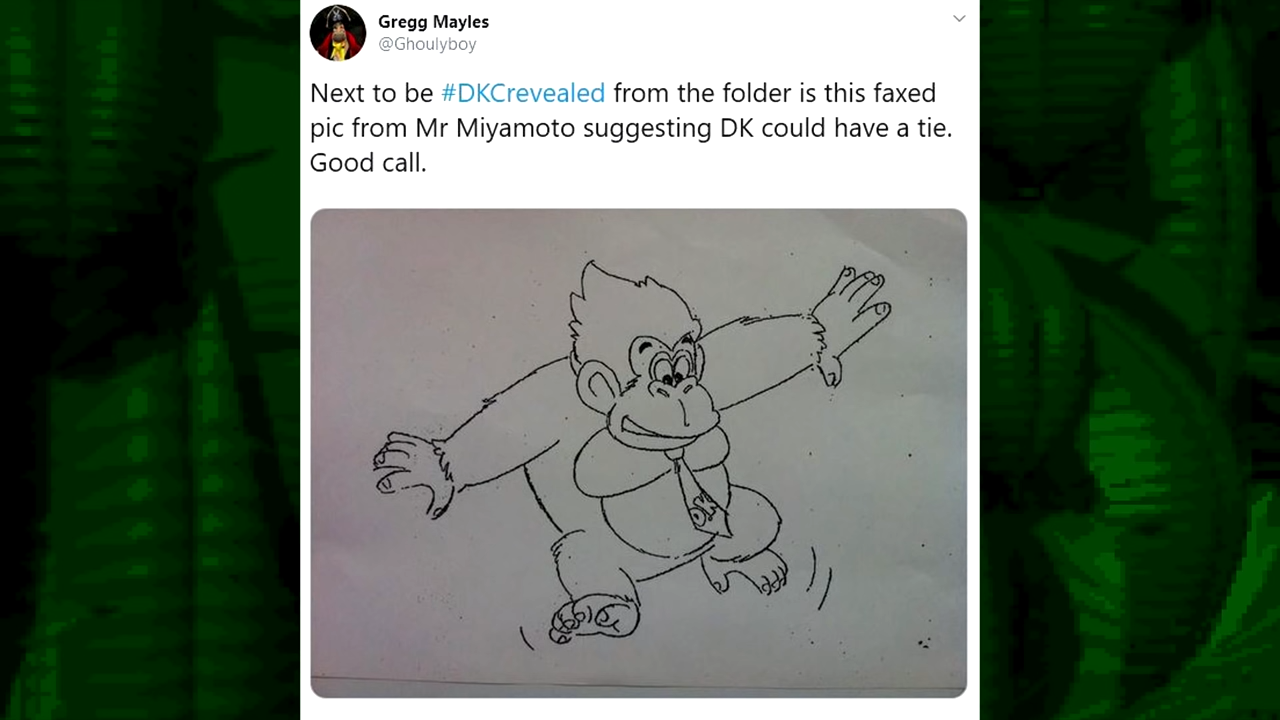 Gregg Mayles
@Ghoulyboy
Next to be #DKCrevealed from the folder is this faxed
pic from Mr Miyamoto suggesting DK could have a tie.
Good call.
DK